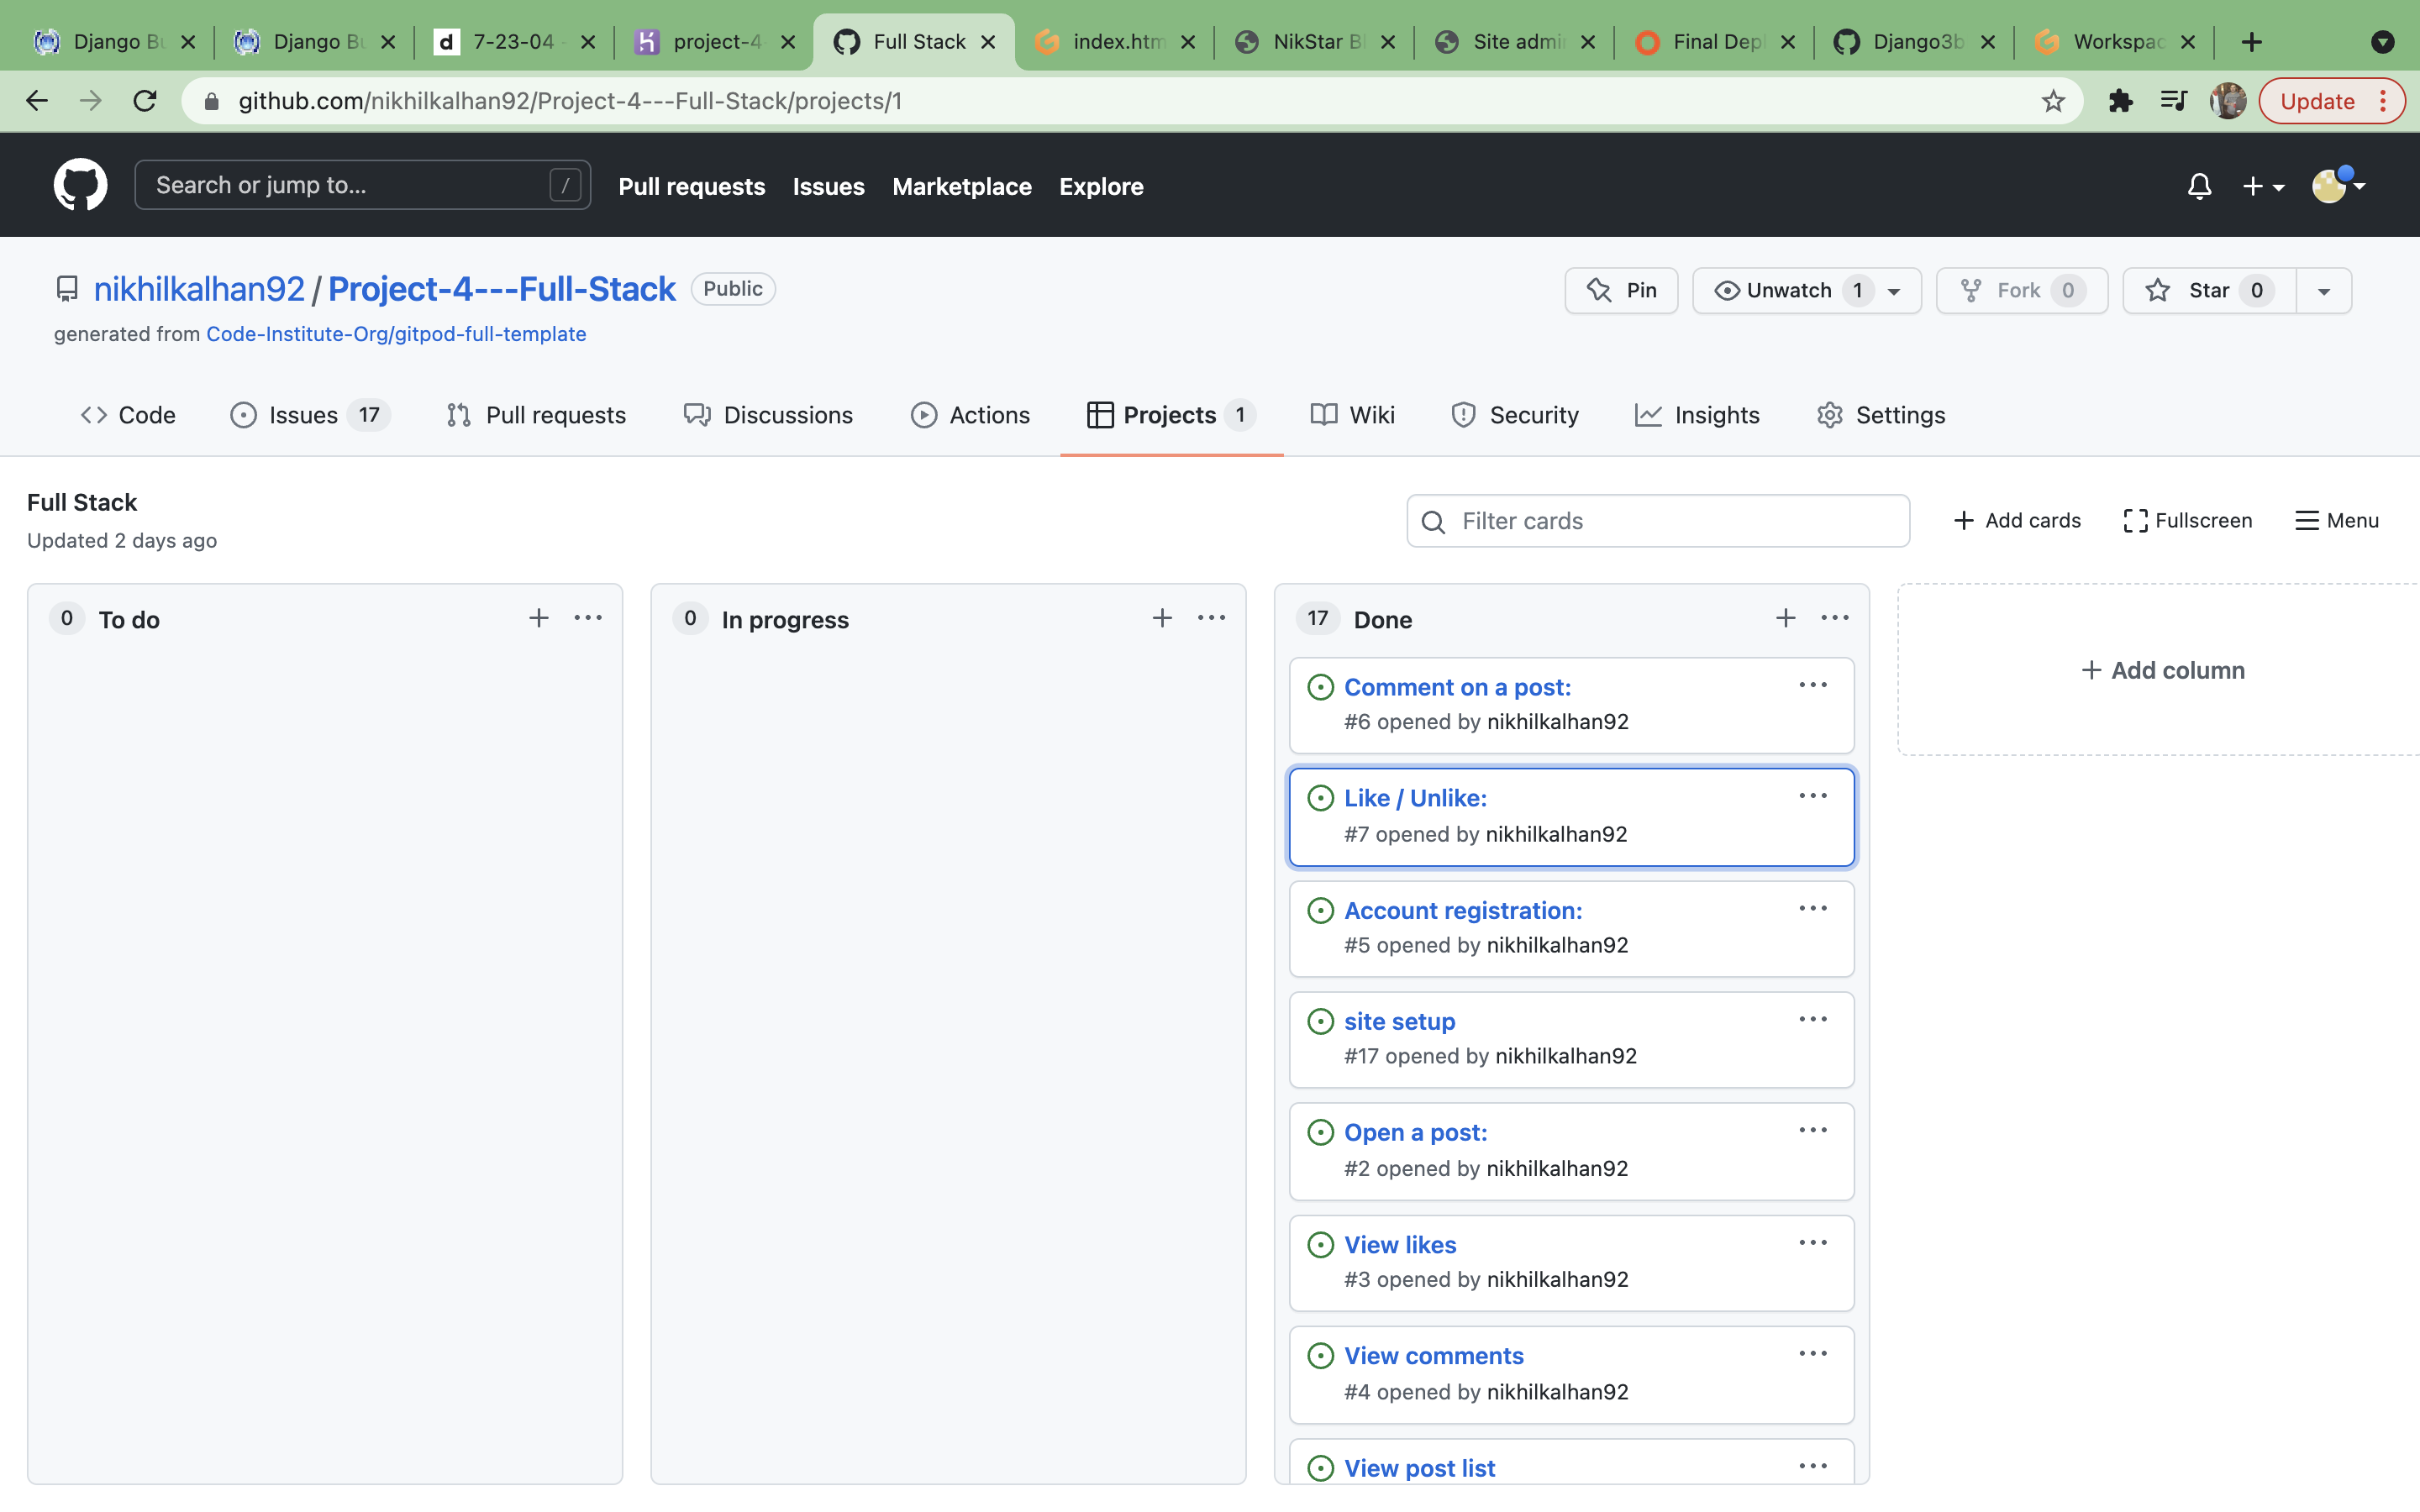 Django Bu
Django Bu
7-23-04 -
project-4
Full Stack
index.htm
NikStar Bl
Site admi
Final Dep
Django3b
Workspac
github.com/nikhilkalhan92/Project-4---Full-Stack/projects/1
Update
Search or jump to...
/
Pull requests
Issues
Marketplace
Explore
nikhilkalhan92 / Project-4---Full-Stack Public
generated from Code-Institute-Org/gitpod-full-template
Pin
Unwatch 1
Fork 0
Star 0
Code
Issues 17
Pull requests
Discussions
Actions
Projects 1
Wiki
Security
Insights
Settings
Full Stack
Updated 2 days ago
Filter cards
Add cards
Fullscreen
Menu
0 To do
0 In progress
17 Done
Comment on a post:
#6 opened by nikhilkalhan92
Like / Unlike:
#7 opened by nikhilkalhan92
Account registration:
#5 opened by nikhilkalhan92
site setup
#17 opened by nikhilkalhan92
Open a post:
#2 opened by nikhilkalhan92
View likes
#3 opened by nikhilkalhan92
View comments
#4 opened by nikhilkalhan92
View post list
Add column